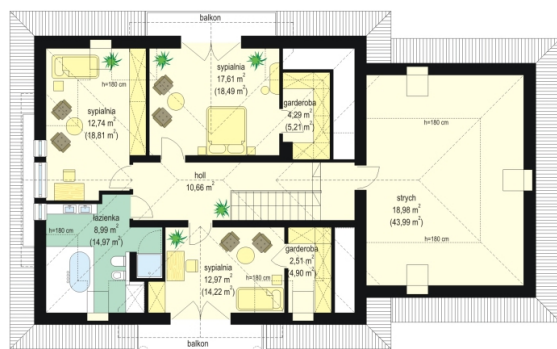 balkon
h=180 cm
sypialnia
12,74 m²
(18,81 m²)
sypialnia
17,61 m²
(18,49 m²)
garderoba
4,29 m²
(5,21 m²)
h=180 cm
holl
10,66 m²
strych
18,98 m²
(43,99 m²)
łazienka
8,99 m²
(14,97 m²)
h=180 cm
sypialnia
12,97 m²
(14,22 m²)
h=180 cm
garderoba
2,51 m²
(4,90 m²)
h=180 cm
balkon